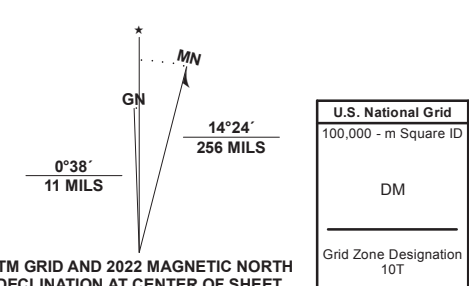 ★
MN
GN
14°24´
256 MILS
0°38´
11 MILS
TM GRID AND 2022 MAGNETIC NORTH
DECLINATION AT CENTER OF SHEET
U.S. National Grid
100,000 - m Square ID
DM
Grid Zone Designation
10T